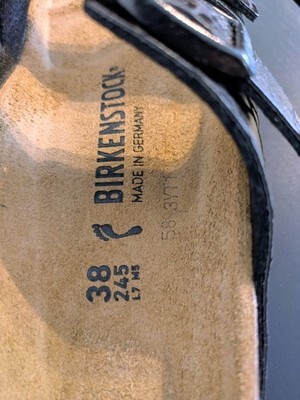 BIRKENSTOCK®
MADE IN GERMANY
38
245
L7 M5